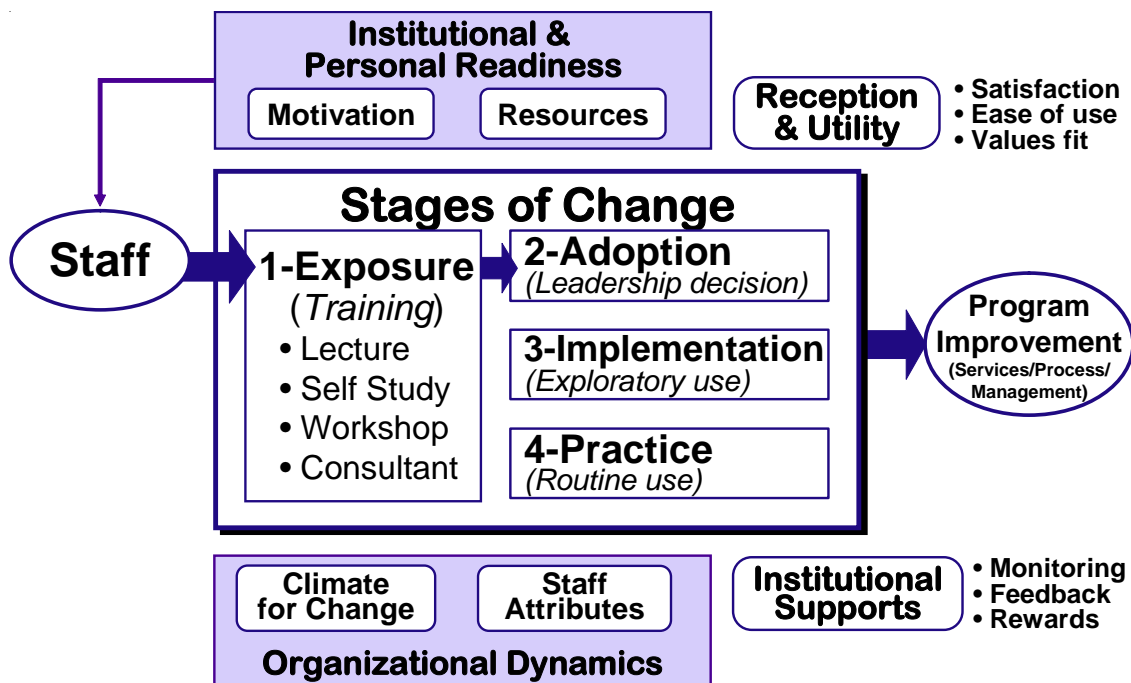 Institutional &
Personal Readiness
Motivation
Resources
Reception
& Utility
• Satisfaction
• Ease of use
• Values fit
Stages of Change
Staff
1-Exposure
(Training)
• Lecture
• Self Study
• Workshop
• Consultant
2-Adoption
(Leadership decision)
3-Implementation
(Exploratory use)
4-Practice
(Routine use)
Program
Improvement
(Services/Process/
Management)
Climate
for Change
Staff
Attributes
Organizational Dynamics
Institutional
Supports
• Monitoring
• Feedback
• Rewards